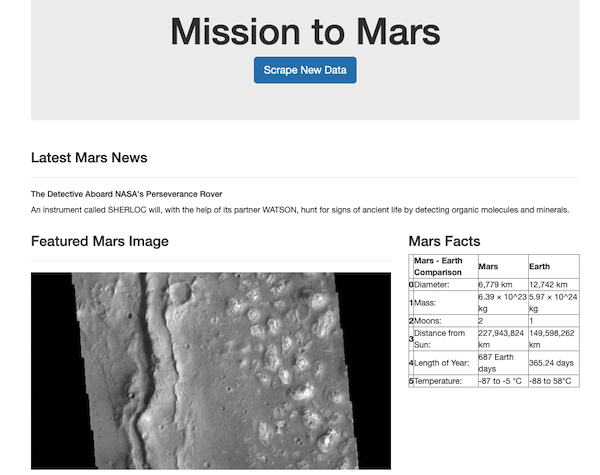 Mission to Mars
Scrape New Data
Latest Mars News
The Detective Aboard NASA's Perseverance Rover
An instrument called SHERLOC will, with the help of its partner WATSON, hunt for signs of ancient life by detecting organic molecules and minerals.
Featured Mars Image
Mars Facts
Mars - Earth Mars Earth
Comparison
0 Diameter: 6,779 km 12,742 km
1 Mass: 6.39 × 10^23 5.97 × 10^24
kg kg
2 Moons: 2 1
3 Distance from 227,943,824 149,598,262
Sun: km km
4 Length of Year: 687 Earth 365.24 days
days
5 Temperature: -87 to -5 °C -88 to 58°C